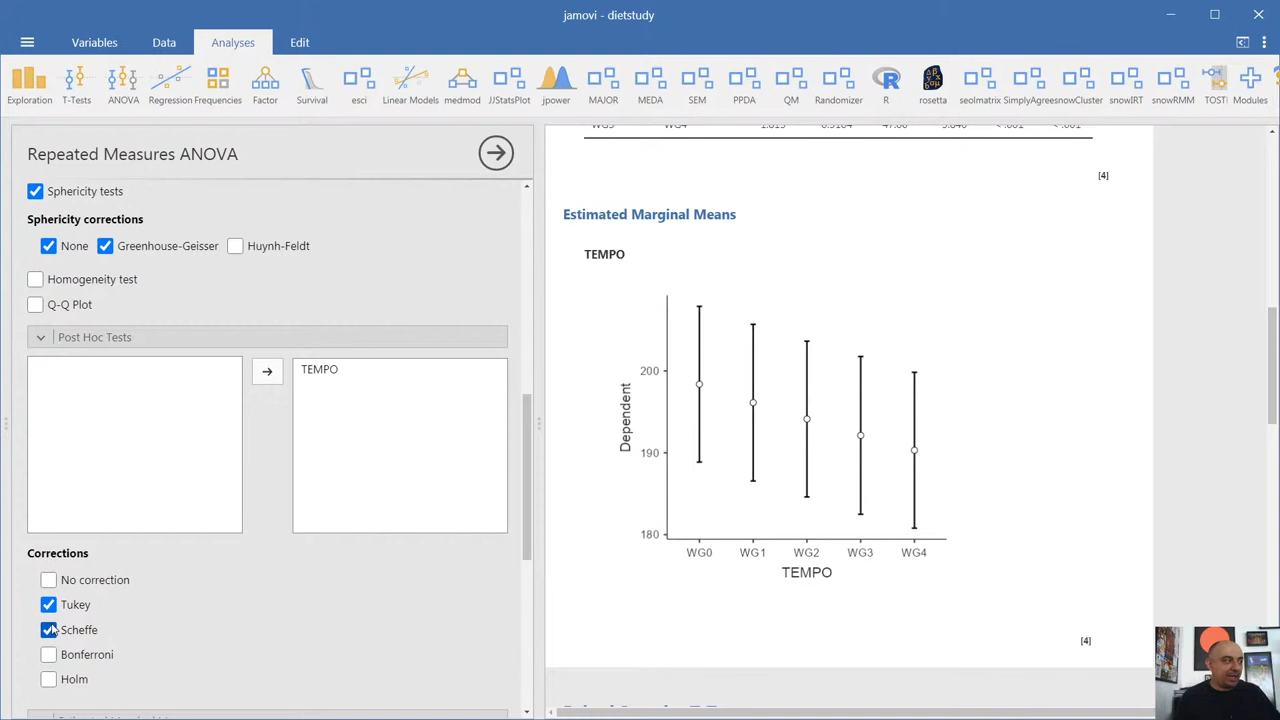 jamovi - dietstudy
Variables Data Analyses Edit
Exploration T-Tests ANOVA Regression Frequencies Factor Survival esci Linear Models medmod JJStatsPlot jpower MAJOR MEDA SEM PPDA QM Randomizer R rosetta seolmatrix SimplyAgree snowCluster snowIRT snowRMM TOSTER Modules
Repeated Measures ANOVA
Sphericity tests
Sphericity corrections
None Greenhouse-Geisser Huynh-Feldt
Homogeneity test
Q-Q Plot
Post Hoc Tests
TEMPO
Corrections
No correction
Tukey
Scheffe
Bonferroni
Holm
[4]
Estimated Marginal Means
TEMPO
Dependent
200
190
180
WG0 WG1 WG2 WG3 WG4
TEMPO
[4]